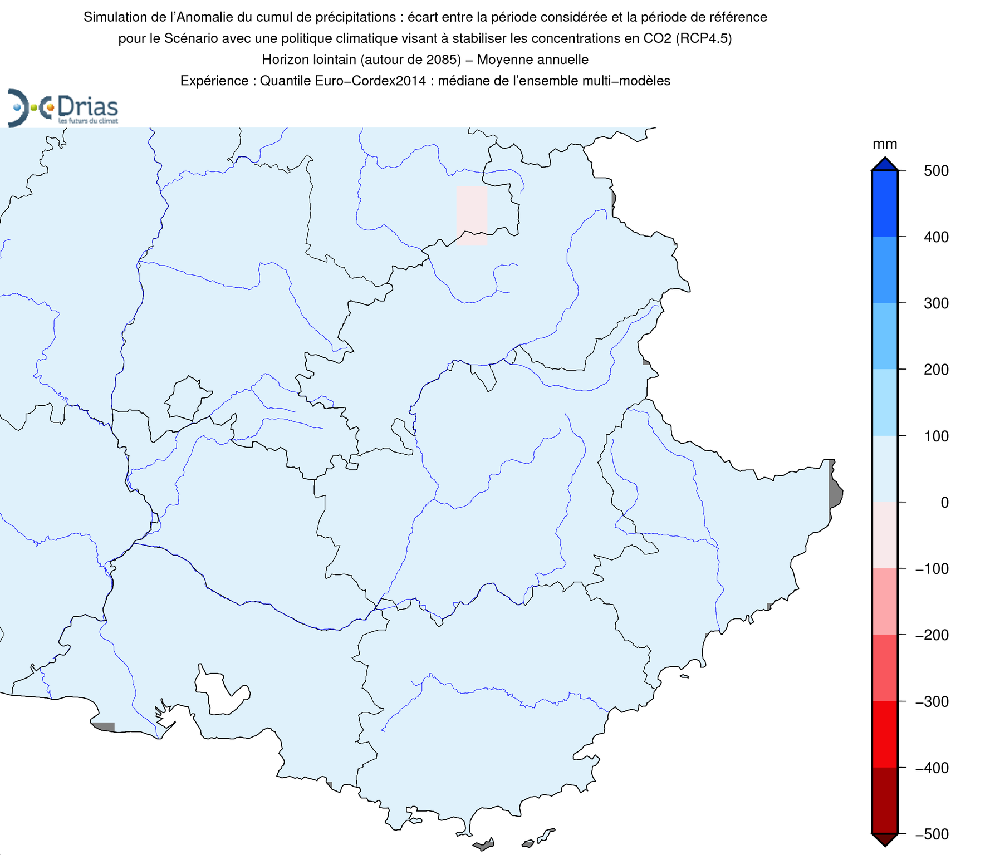 Simulation de l’Anomalie du cumul de précipitations : écart entre la période considérée et la période de référence
pour le Scénario avec une politique climatique visant à stabiliser les concentrations en CO2 (RCP4.5)
Horizon lointain (autour de 2085) − Moyenne annuelle
Expérience : Quantile Euro−Cordex2014 : médiane de l’ensemble multi−modèles
Drias
les futurs du climat
mm
500
400
300
200
100
0
−100
−200
−300
−400
−500